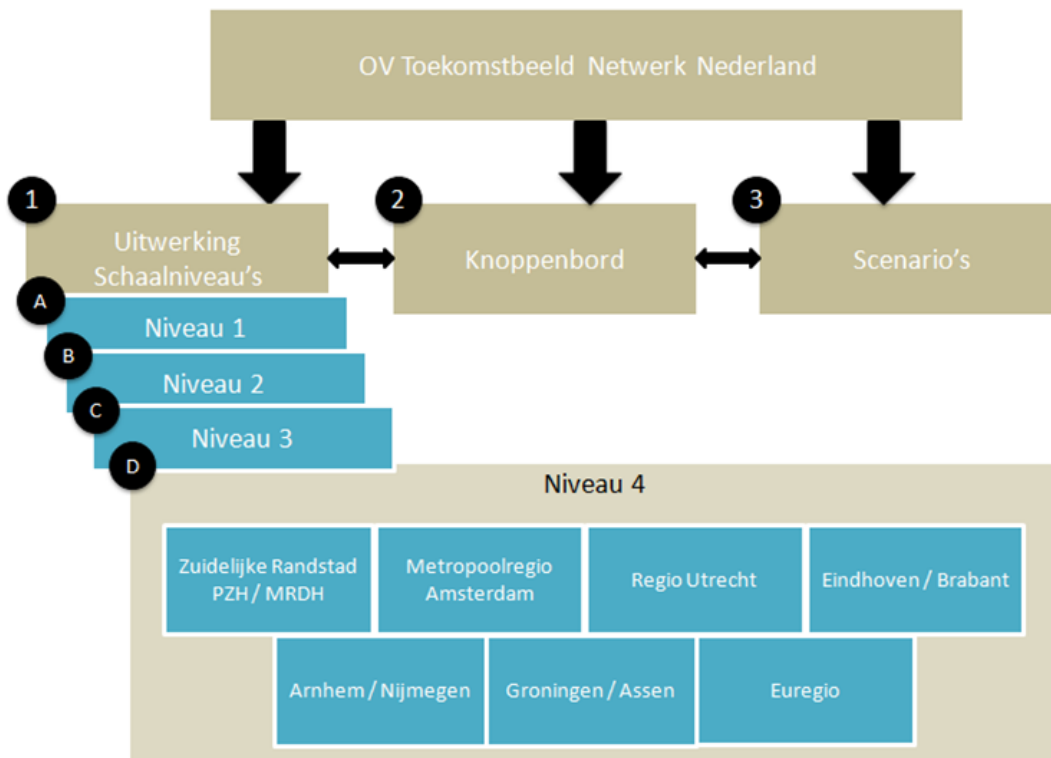 OV Toekomstbeeld Netwerk Nederland
1
Uitwerking
Schaalniveau's
2
Knoppenbord
3
Scenario's
A
Niveau 1
B
Niveau 2
C
Niveau 3
D
Niveau 4
Zuidelijke Randstad
PZH / MRDH
Metropoolregio
Amsterdam
Regio Utrecht
Eindhoven / Brabant
Arnhem / Nijmegen
Groningen / Assen
Euregio